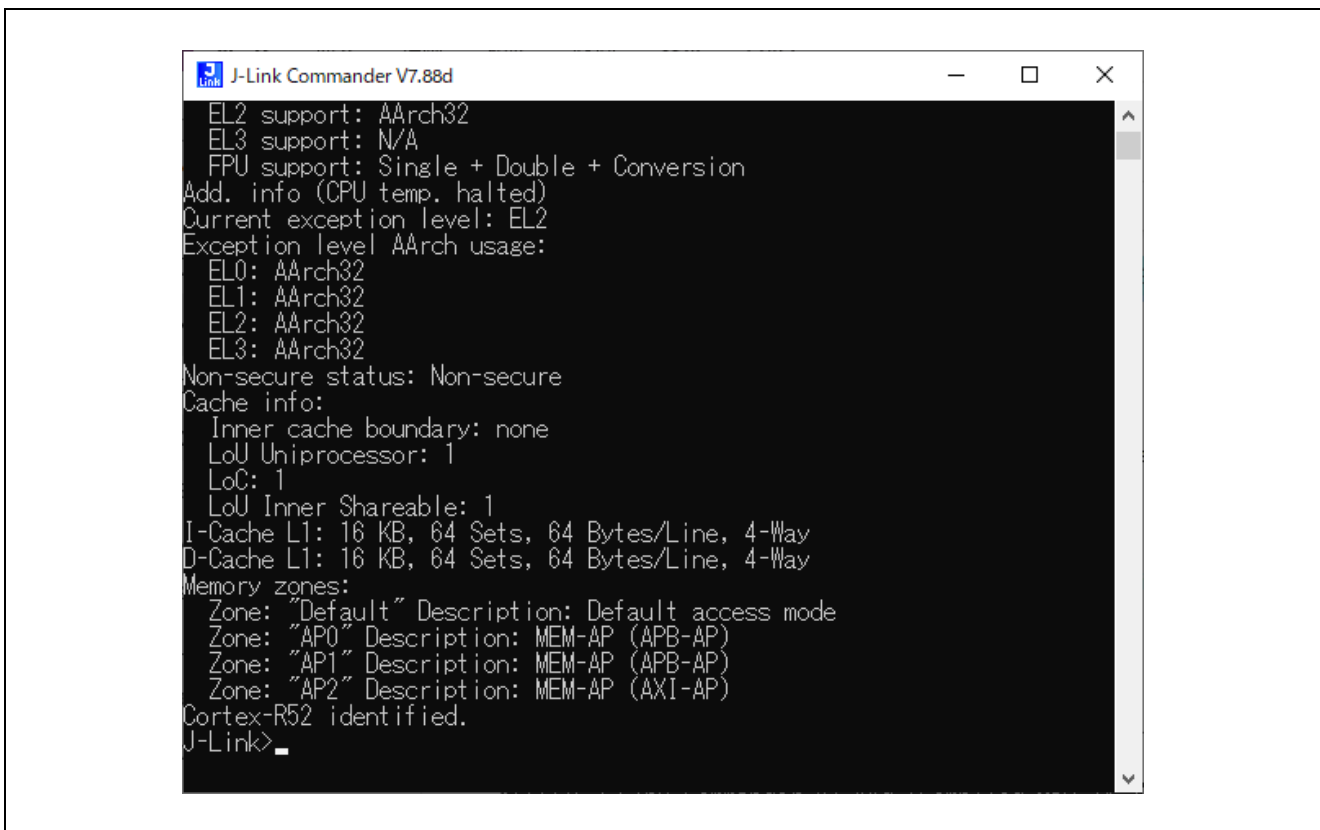 J-Link Commander V7.88d
EL2 support: AArch32
EL3 support: N/A
FPU support: Single + Double + Conversion
Add. info (CPU temp. halted)
Current exception level: EL2
Exception level AArch usage:
EL0: AArch32
EL1: AArch32
EL2: AArch32
EL3: AArch32
Non-secure status: Non-secure
Cache info:
Inner cache boundary: none
LoU Uniprocessor: 1
LoC: 1
LoU Inner Shareable: 1
I-Cache L1: 16 KB, 64 Sets, 64 Bytes/Line, 4-Way
D-Cache L1: 16 KB, 64 Sets, 64 Bytes/Line, 4-Way
Memory zones:
Zone: "Default" Description: Default access mode
Zone: "AP0" Description: MEM-AP (APB-AP)
Zone: "AP1" Description: MEM-AP (APB-AP)
Zone: "AP2" Description: MEM-AP (AXI-AP)
Cortex-R52 identified.
J-Link>_